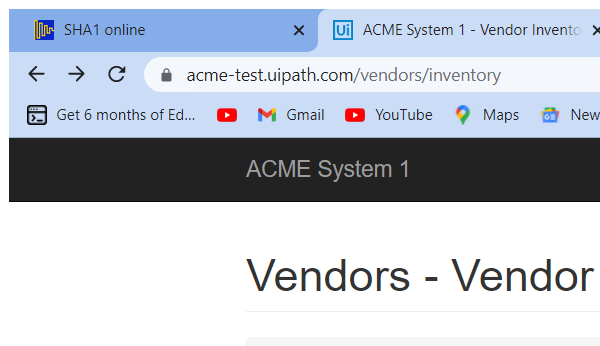 SHA1 online
Ui ACME System 1 - Vendor Invento
acme-test.uipath.com/vendors/inventory
Get 6 months of Ed... Gmail YouTube Maps New
ACME System 1
Vendors - Vendor